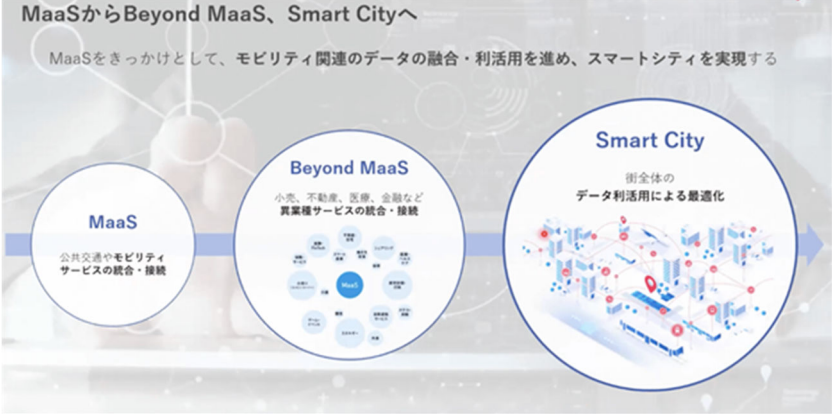 MaaSからBeyond MaaS、Smart Cityへ
MaaSをきっかけとして、モビリティ関連のデータの融合・利活用を進め、スマートシティを実現する
MaaS
公共交通やモビリティ
サービスの統合・接続
Beyond MaaS
小売、不動産、医療、金融など
異業種サービスの統合・接続
MaaS
Smart City
街全体の
データ利活用による最適化